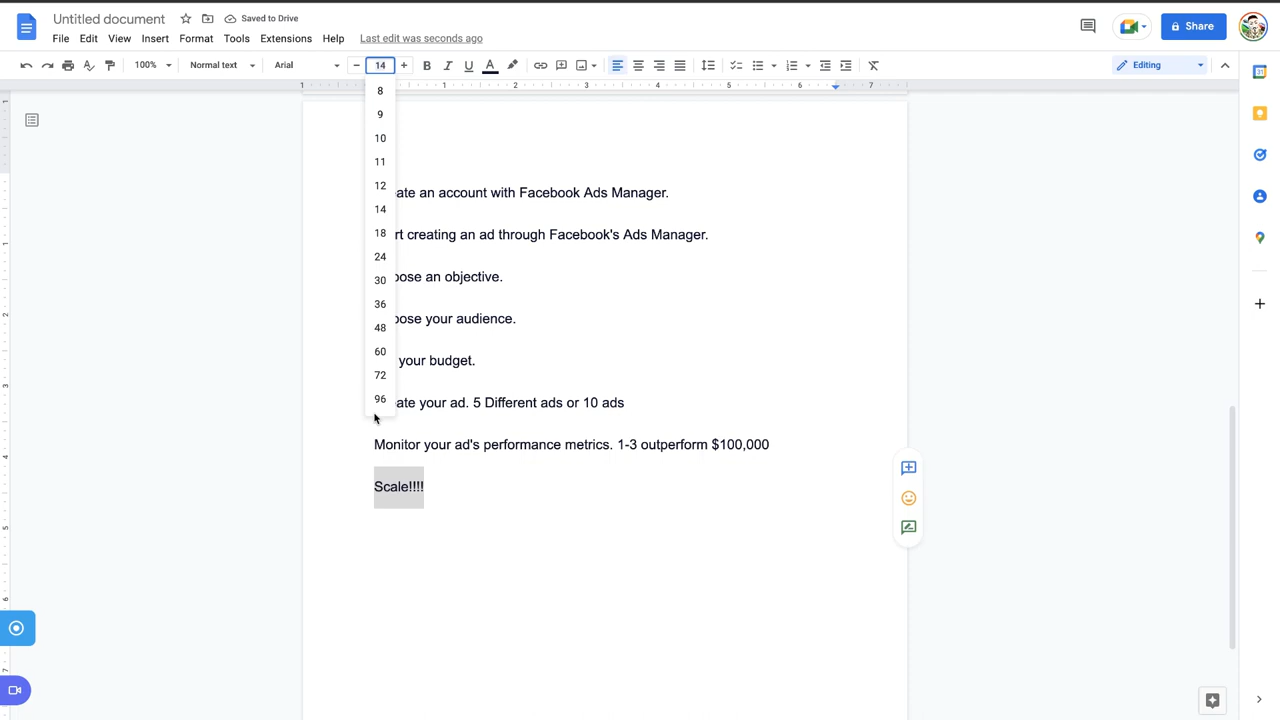 Untitled document
Saved to Drive
File Edit View Insert Format Tools Extensions Help Last edit was seconds ago
Share
100% Normal text Arial 14 Editing
8
9
10
11
12
14
18
24
30
36
48
60
72
96
ate an account with Facebook Ads Manager.
rt creating an ad through Facebook's Ads Manager.
ose an objective.
ose your audience.
your budget.
ate your ad. 5 Different ads or 10 ads
Monitor your ad's performance metrics. 1-3 outperform $100,000
Scale!!!!